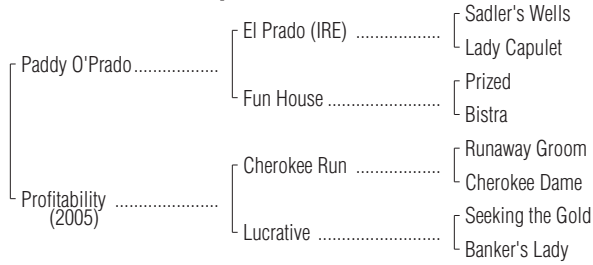 Sadler's Wells
El Prado (IRE) ..................
Lady Capulet
Paddy O'Prado..................
Prized
Fun House .......................
Bistra
Runaway Groom
Cherokee Run ..................
Cherokee Dame
Profitability ......................
(2005)
Seeking the Gold
Lucrative ..........................
Banker's Lady